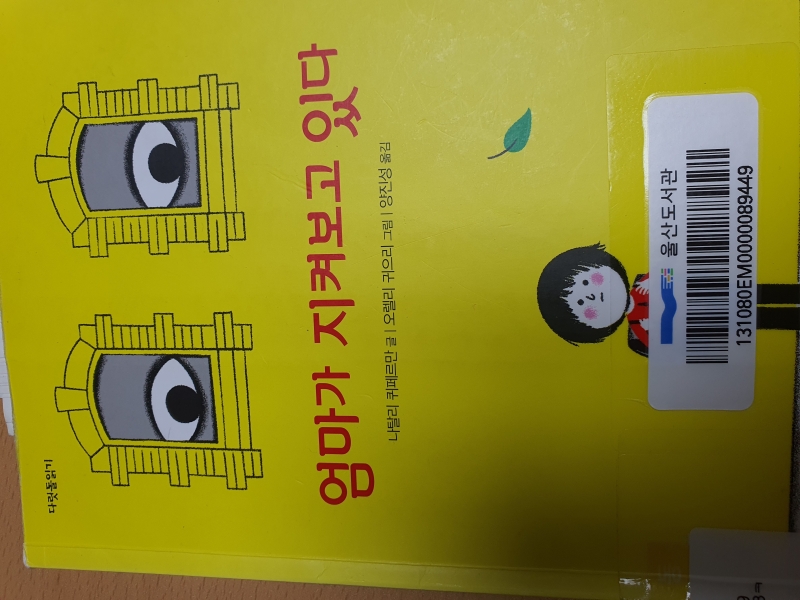 다릿돌읽기
엄마가 지켜보고 있다
나탈리 퀴페르만 글 | 오렐리 귀으리 그림 | 양진성 옮김
울산도서관
131080EM0000089449